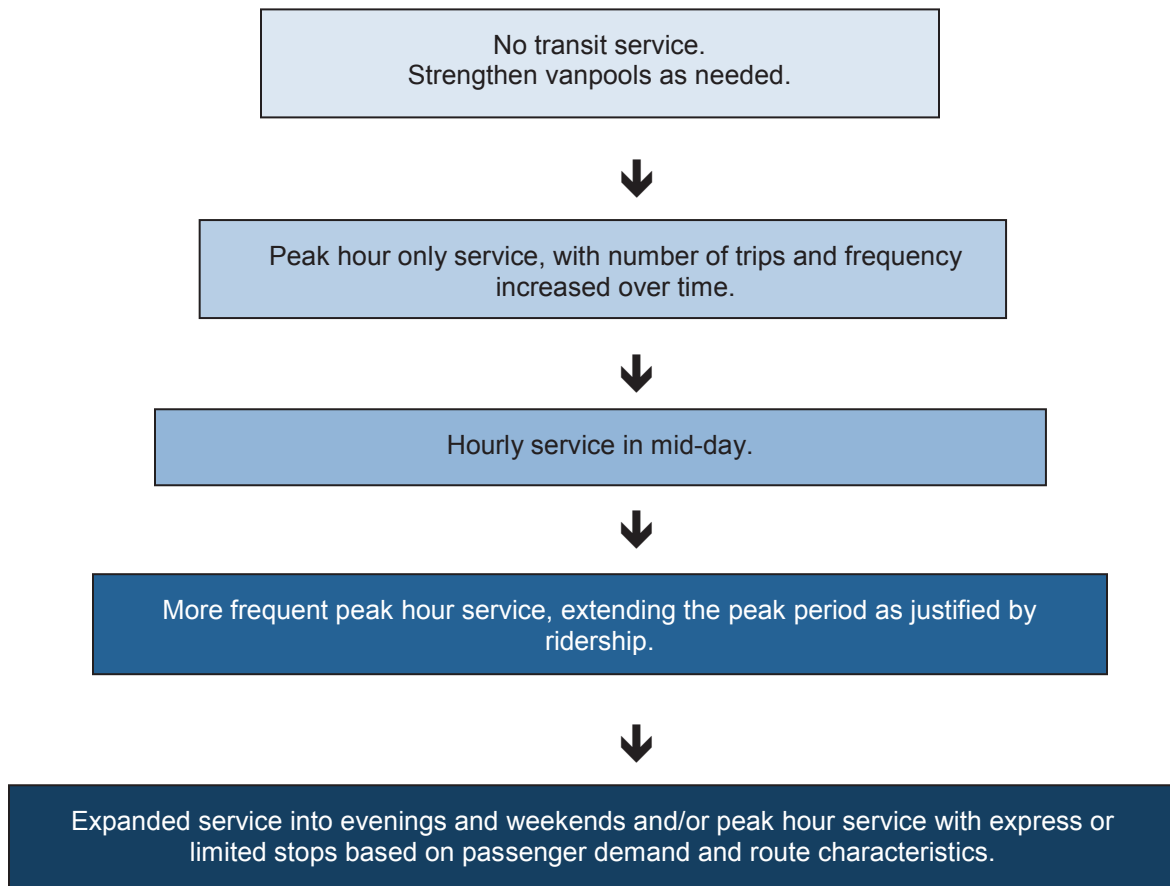 No transit service.
Strengthen vanpools as needed.
Peak hour only service, with number of trips and frequency
increased over time.
Hourly service in mid-day.
More frequent peak hour service, extending the peak period as justified by
ridership.
Expanded service into evenings and weekends and/or peak hour service with express or
limited stops based on passenger demand and route characteristics.